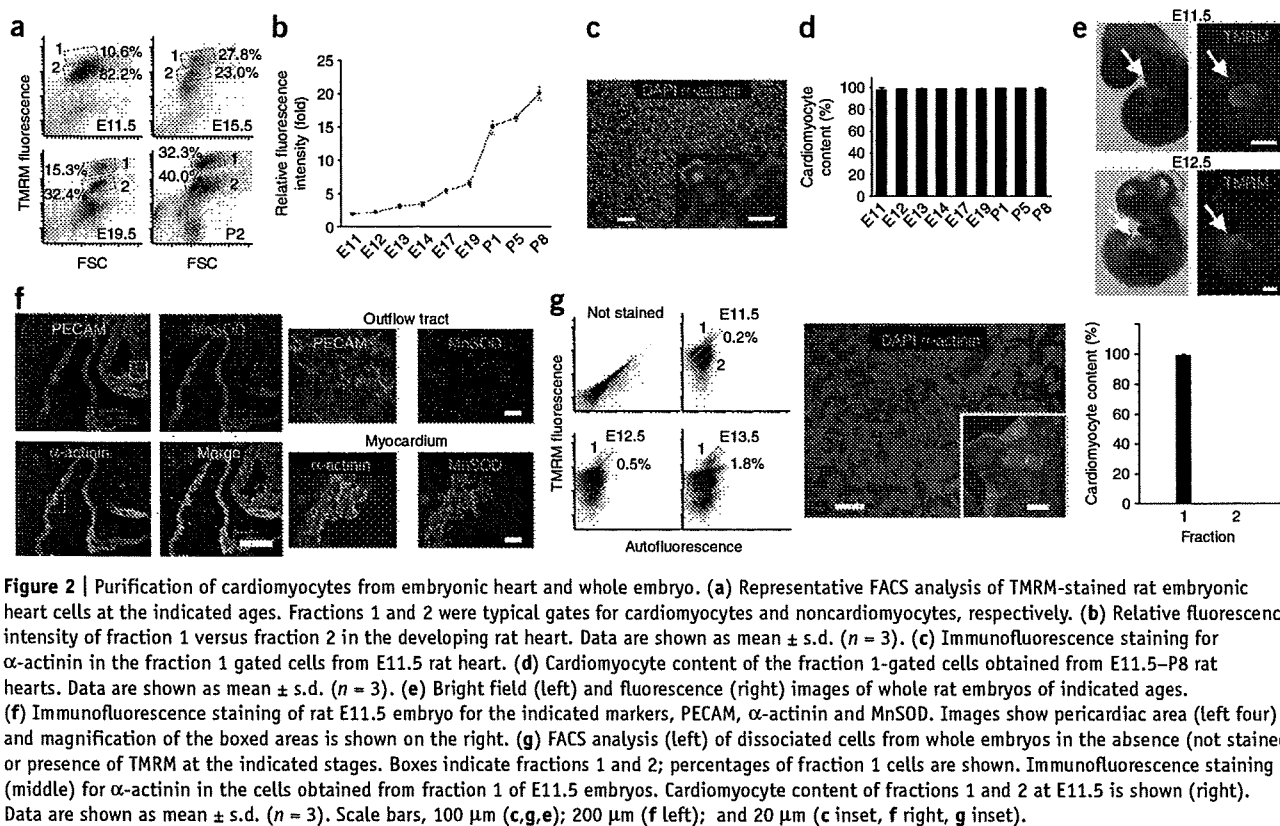 a
TMRM fluorescence
1
10.6%
2
82.2%
E11.5
1
27.8%
2
23.0%
E15.5
15.3%
1
32.4%
2
E19.5
32.3%
1
40.0%
2
P2
FSC
FSC
b
Relative fluorescence
intensity (fold)
25
20
15
10
5
0
E11
E12
E13
E14
E17
E19
P1
P5
P8
c
DAPI α-actinin
d
Cardiomyocyte
content (%)
100
80
60
40
20
0
E11
E12
E13
E14
E17
E19
P1
P5
P8
e
E11.5
TMRM
E12.5
TMRM
f
PECAM
MnSOD
α-actinin
Merge
Outflow tract
PECAM
MnSOD
Myocardium
α-actinin
MnSOD
g
TMRM fluorescence
Not stained
E11.5
1
0.2%
2
E12.5
1
0.5%
E13.5
1
1.8%
Autofluorescence
DAPI α-actinin
Cardiomyocyte content (%)
100
80
60
40
20
0
1
2
Fraction
Figure 2 | Purification of cardiomyocytes from embryonic heart and whole embryo. (a) Representative FACS analysis of TMRM-stained rat embryonic
heart cells at the indicated ages. Fractions 1 and 2 were typical gates for cardiomyocytes and noncardiomyocytes, respectively. (b) Relative fluorescenc
intensity of fraction 1 versus fraction 2 in the developing rat heart. Data are shown as mean ± s.d. (n = 3). (c) Immunofluorescence staining for
α-actinin in the fraction 1 gated cells from E11.5 rat heart. (d) Cardiomyocyte content of the fraction 1-gated cells obtained from E11.5–P8 rat
hearts. Data are shown as mean ± s.d. (n = 3). (e) Bright field (left) and fluorescence (right) images of whole rat embryos of indicated ages.
(f) Immunofluorescence staining of rat E11.5 embryo for the indicated markers, PECAM, α-actinin and MnSOD. Images show pericardiac area (left four)
and magnification of the boxed areas is shown on the right. (g) FACS analysis (left) of dissociated cells from whole embryos in the absence (not stained
or presence of TMRM at the indicated stages. Boxes indicate fractions 1 and 2; percentages of fraction 1 cells are shown. Immunofluorescence staining
(middle) for α-actinin in the cells obtained from fraction 1 of E11.5 embryos. Cardiomyocyte content of fractions 1 and 2 at E11.5 is shown (right).
Data are shown as mean ± s.d. (n = 3). Scale bars, 100 μm (c,g,e); 200 μm (f left); and 20 μm (c inset, f right, g inset).